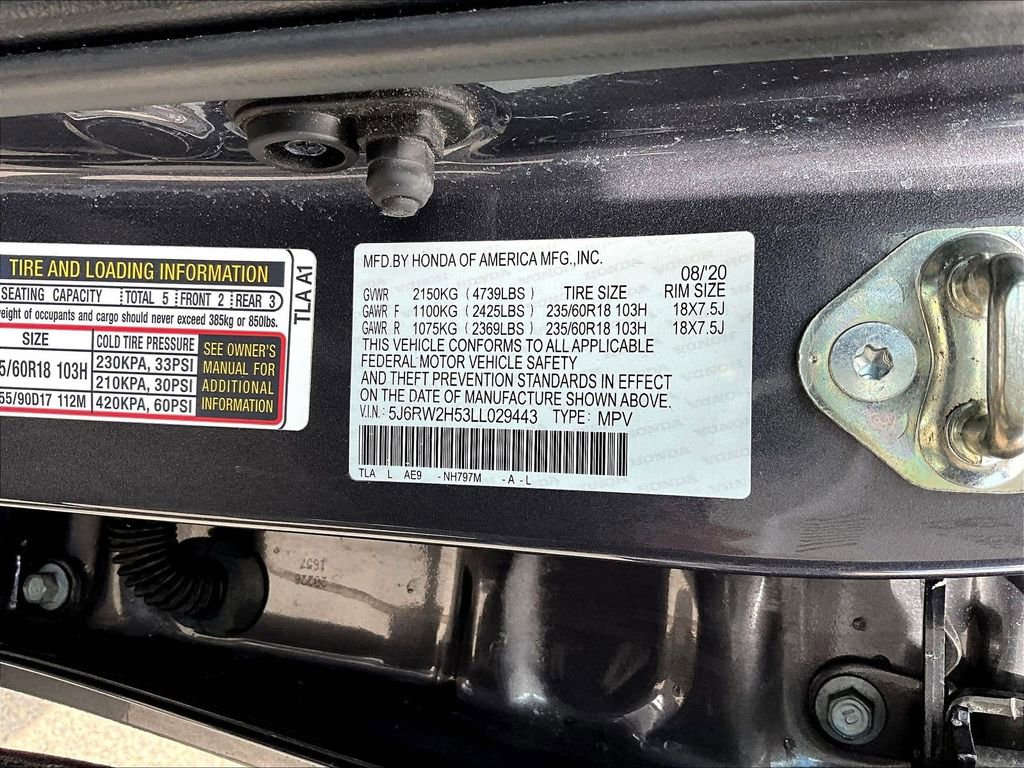 TIRE AND LOADING INFORMATION
SEATING CAPACITY TOTAL 5 FRONT 2 REAR 3
weight of occupants and cargo should never exceed 385kg or 850lbs.
SIZE COLD TIRE PRESSURE
5/60R18 103H 230KPA, 33PSI
210KPA, 30PSI
55/90D17 112M 420KPA, 60PSI
SEE OWNER'S
MANUAL FOR
ADDITIONAL
INFORMATION
TLA A1
MFD.BY HONDA OF AMERICA MFG.,INC.
08/'20
GVWR 2150KG (4739LBS) TIRE SIZE RIM SIZE
GAWR F 1100KG (2425LBS) 235/60R18 103H 18X7.5J
GAWR R 1075KG (2369LBS) 235/60R18 103H 18X7.5J
THIS VEHICLE CONFORMS TO ALL APPLICABLE
FEDERAL MOTOR VEHICLE SAFETY
AND THEFT PREVENTION STANDARDS IN EFFECT
ON THE DATE OF MANUFACTURE SHOWN ABOVE.
V.I.N.: 5J6RW2H53LL029443 TYPE: MPV
TLA L AE9 -NH797M -A -L
20226
L657